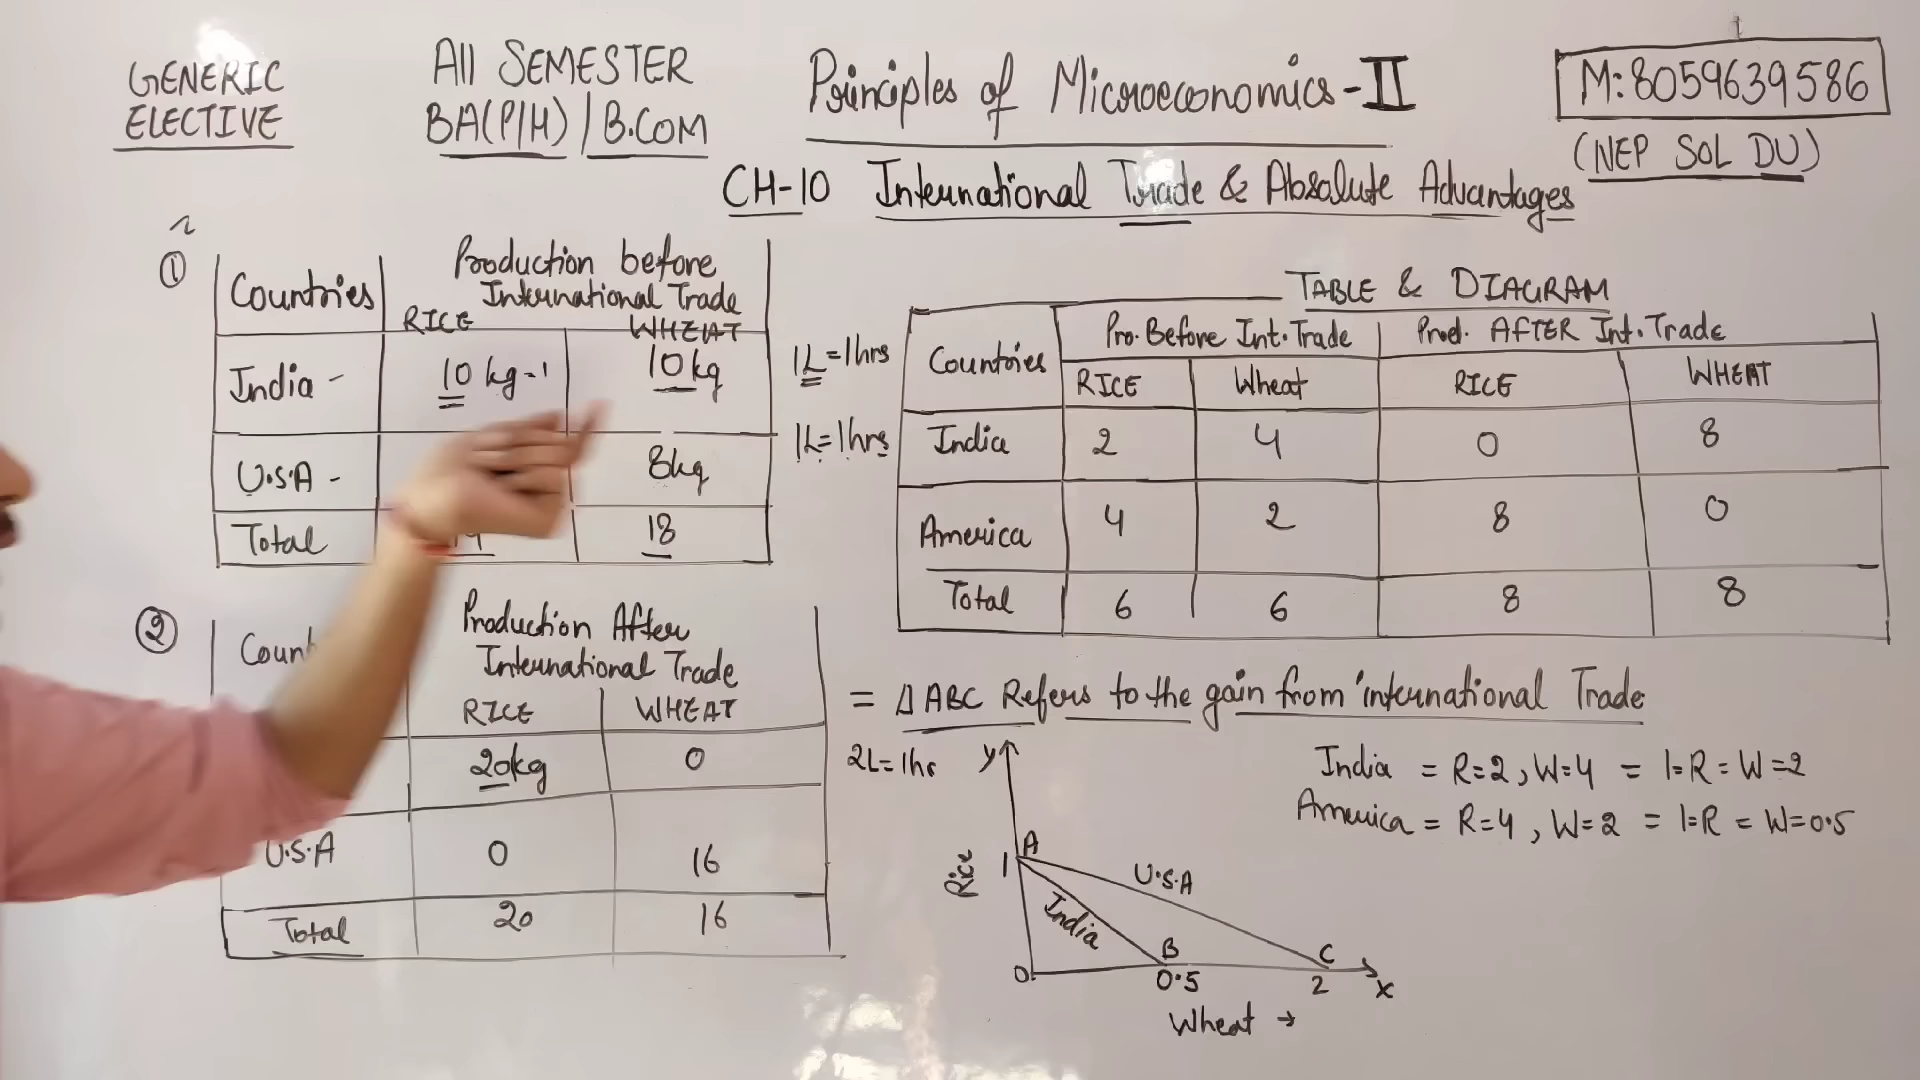 GENERIC
ELECTIVE
All SEMESTER
BA(P/H) / B.COM
Principles of Microeconomics-II
M:8059639586
(NEP SOL DU)
CH-10 International Trade & Absolute Advantages
①
Countries
Production before
International Trade
RICE WHEAT
India - 10 kg-1 10kg 1L=1hrs
U.S.A - 8kg 1L=1hrs
Total 18
②
Production After
International Trade
RICE WHEAT
20kg 0
U.S.A 0 16
Total 20 16
2L=1hr
TABLE & DIAGRAM
Countries Pro. Before Int. Trade Prod. AFTER Int. Trade
RICE Wheat RICE WHEAT
India 2 4 0 8
America 4 2 8 0
Total 6 6 8 8
= Δ ABC Refers to the gain from international Trade
India = R=2, W=4 = 1=R = W=2
America = R=4, W=2 = 1=R = W=0.5
y
Rice
1 A
U.S.A
India
B
C
0
0.5
2
x
Wheat →